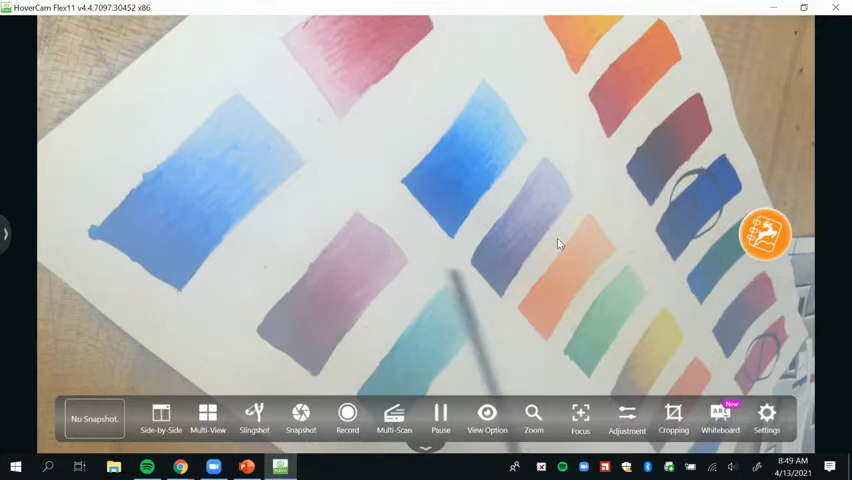 HoverCam Flex11 v4.4.7097.30452 x86
No Snapshot.
Side-by-Side
Multi-View
Slingshot
Snapshot
Record
Multi-Scan
Pause
View Option
Zoom
Focus
Adjustment
Cropping
New
ABC
Whiteboard
Settings
8:49 AM
4/13/2021